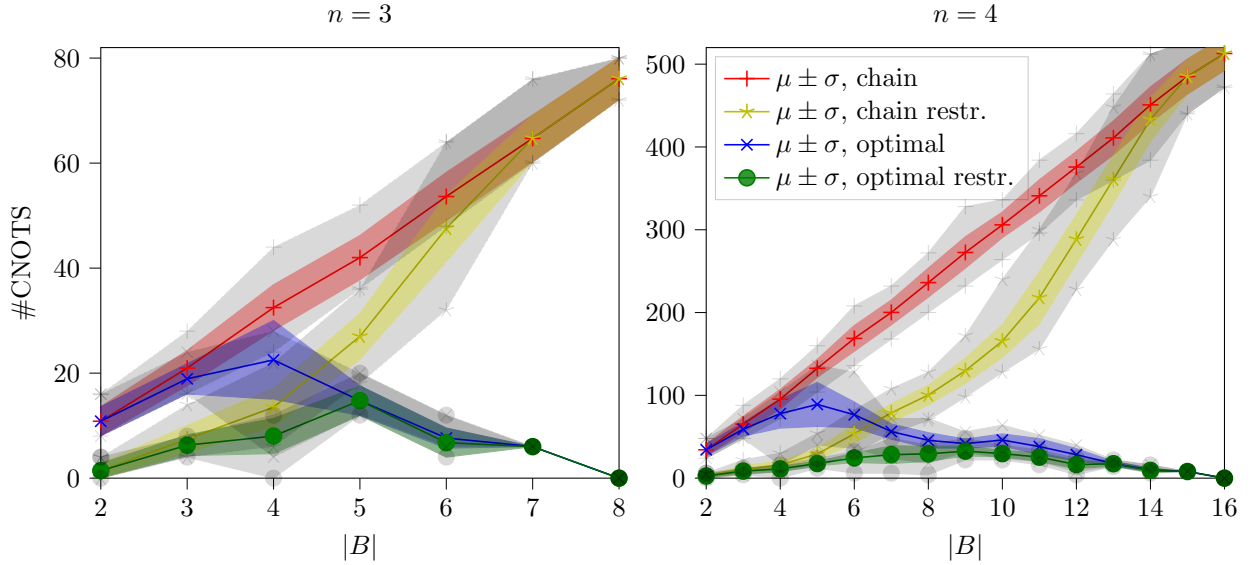 n = 3
80
60
40
20
0
#CNOTS
2 3 4 5 6 7 8
|B|
n = 4
500
400
300
200
100
0
μ ± σ, chain
μ ± σ, chain restr.
μ ± σ, optimal
μ ± σ, optimal restr.
2 4 6 8 10 12 14 16
|B|